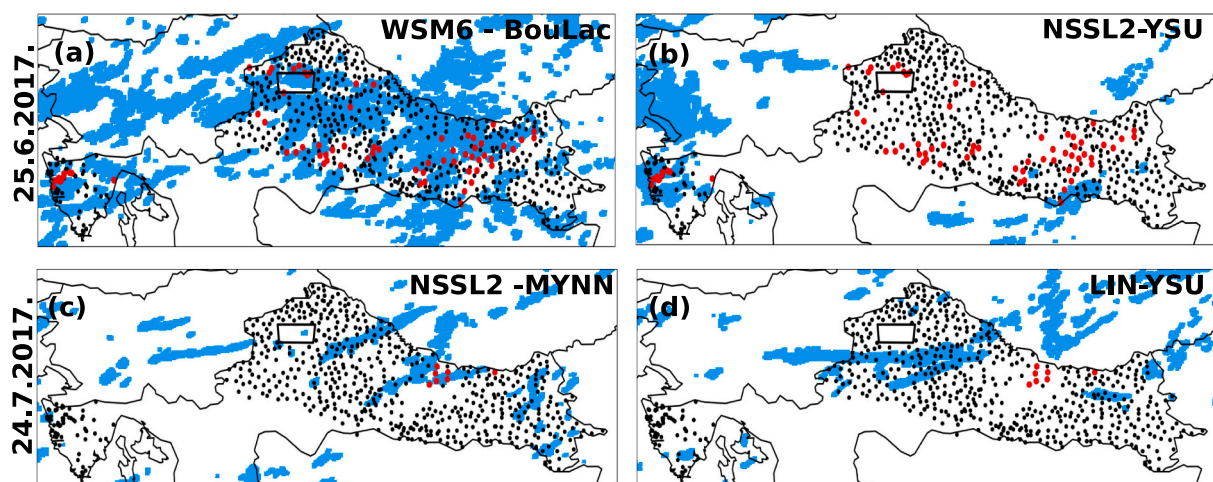 (a) WSM6 - BouLac
(b) NSSL2-YSU
25.6.2017.
(c) NSSL2 -MYNN
(d) LIN-YSU
24.7.2017.